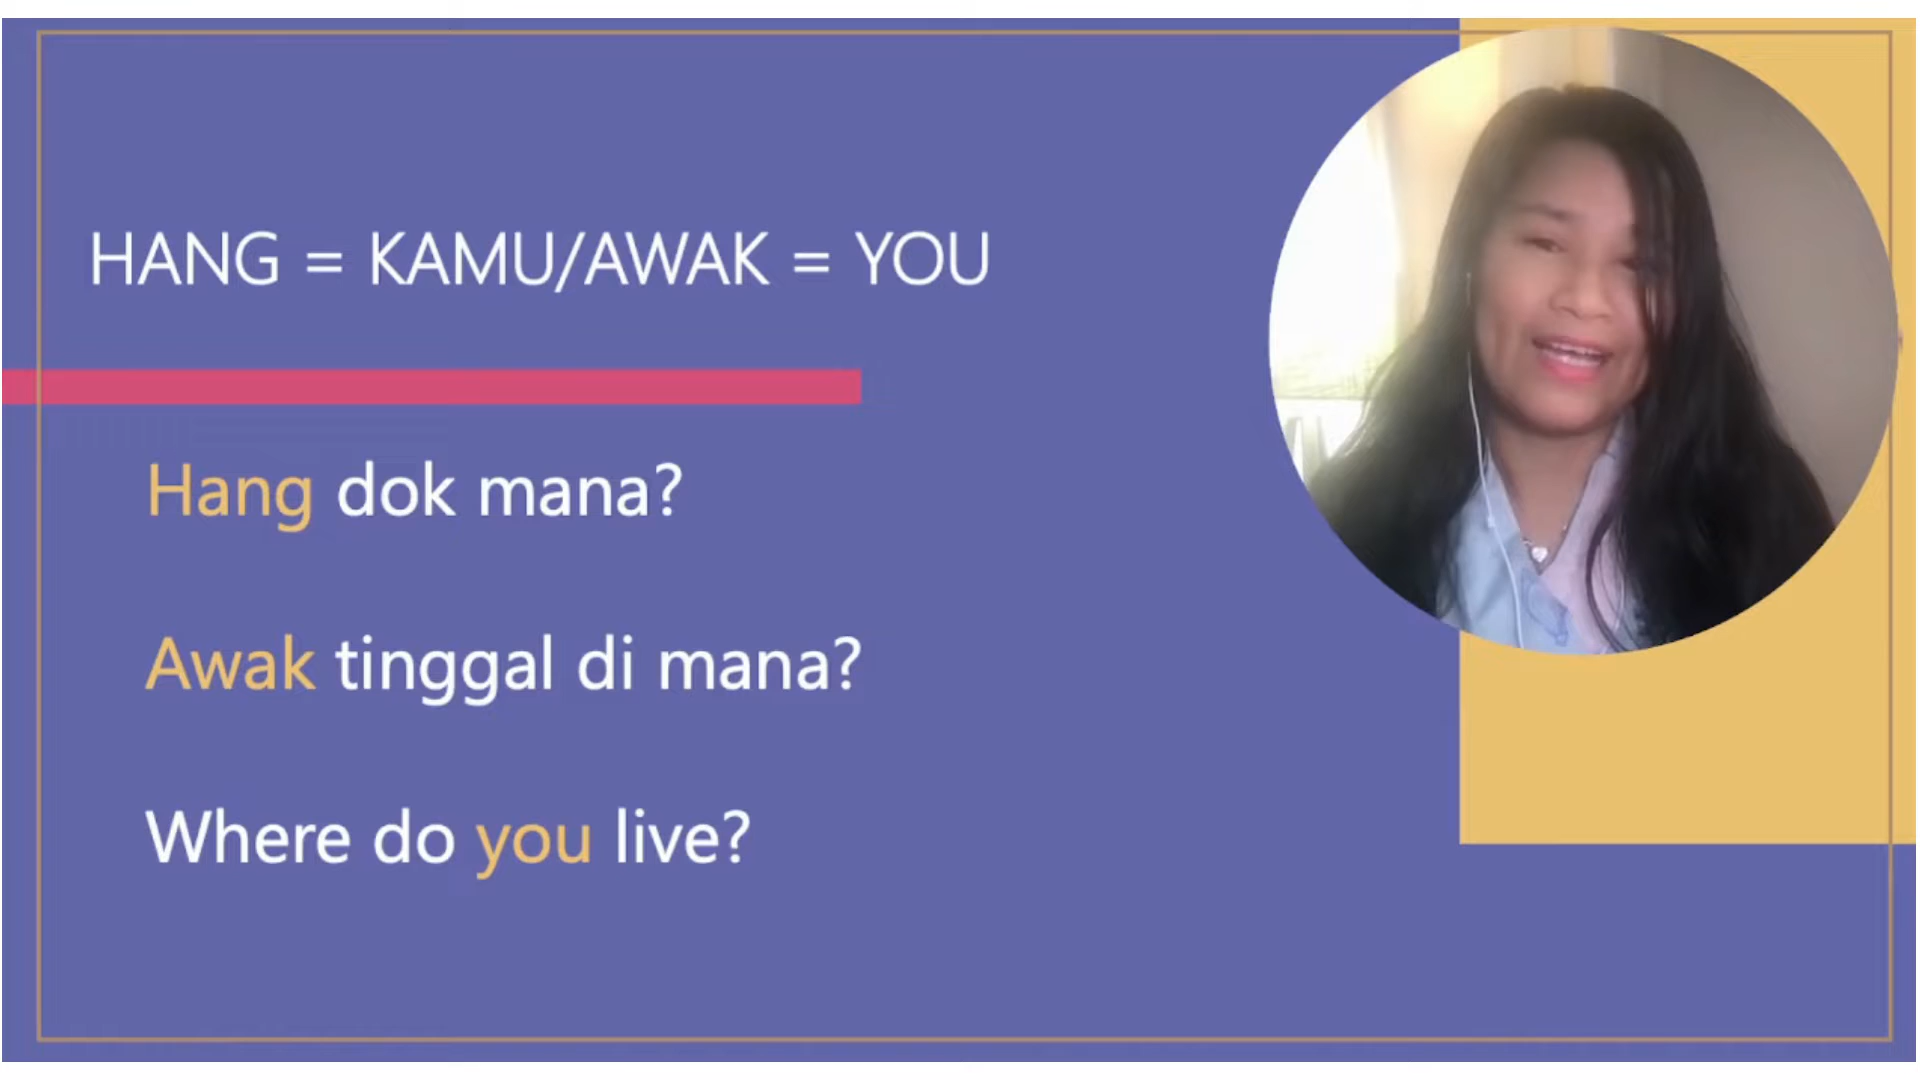 HANG = KAMU/AWAK = YOU
Hang dok mana?
Awak tinggal di mana?
Where do you live?